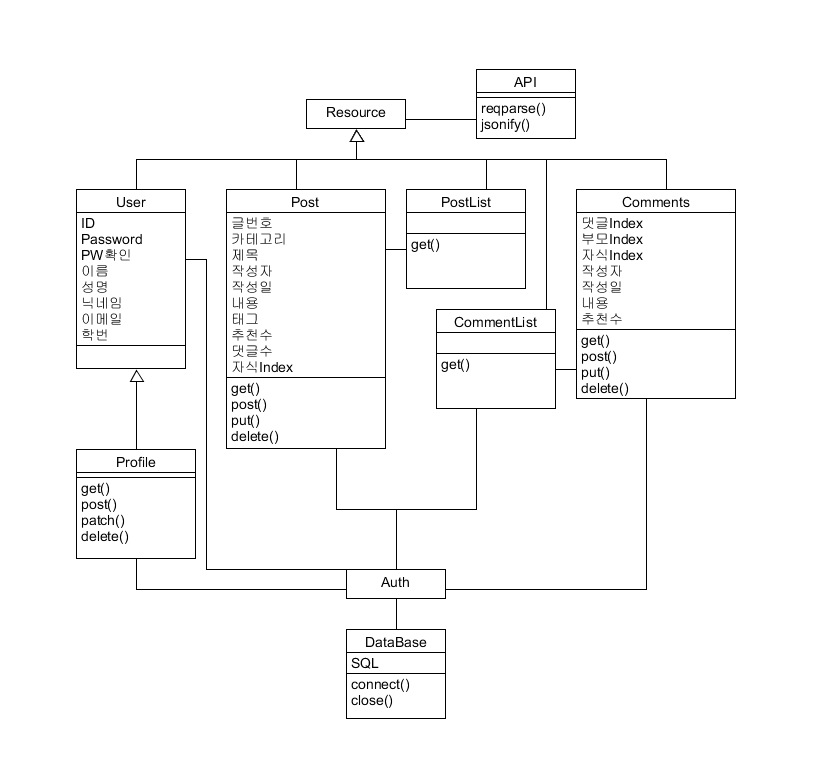 API
reqparse()
jsonify()
Resource
User
ID
Password
PW확인
이름
성명
닉네임
이메일
학번
Post
글번호
카테고리
제목
작성자
작성일
내용
태그
추천수
댓글수
자식Index
get()
post()
put()
delete()
PostList
get()
Comments
댓글Index
부모Index
자식Index
작성자
작성일
내용
추천수
get()
post()
put()
delete()
CommentList
get()
Profile
get()
post()
patch()
delete()
Auth
DataBase
SQL
connect()
close()